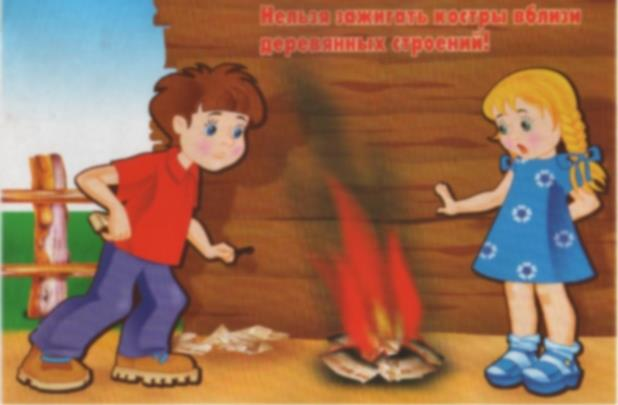 Нельзя зажигать костры вблизи
деревянных строений!